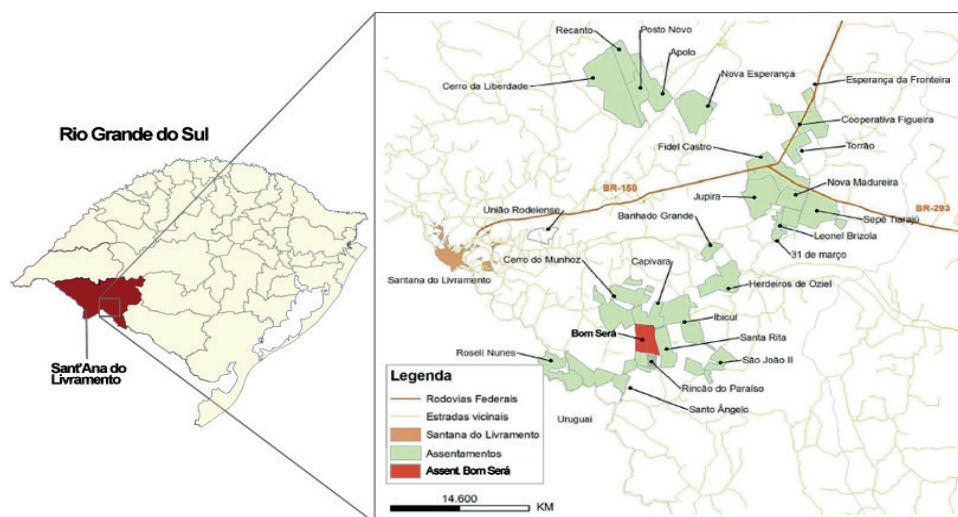 Rio Grande do Sul
Sant'Ana do
Livramento
Recanto
Posto Novo
Apolo
Cerro da Liberdade
Nova Esperança
Esperança da Fronteira
Cooperativa Figueira
Fidel Castro
Torrão
BR-158
Nova Madureira
Jupira
União Rodeiense
Banhado Grande
Sepé Tiarajú
BR-293
Leonel Brizola
31 de março
Cerro do Munhoz
Capivara
Santana do Livramento
Herdeiros de Oziel
Ibicuí
Bom Será
Santa Rita
Roseli Nunes
São João II
Rincão do Paraíso
Santo Ângelo
Uruguai
Legenda
Rodovias Federais
Estradas vicinais
Santana do Livramento
Assentamentos
Assent. Bom Será
14.600
KM